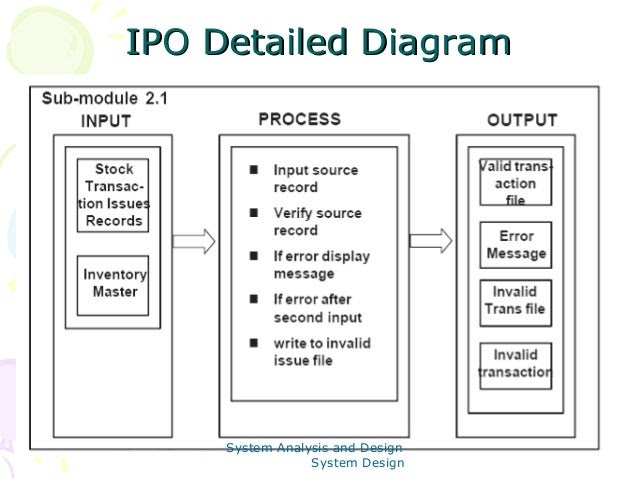 IPO Detailed Diagram
Sub-module 2.1
INPUT
PROCESS
OUTPUT
Stock
Transac-
tion Issues
Records
Inventory
Master
■ Input source
record
■ Verify source
record
■ If error display
message
■ If error after
second input
■ write to invalid
issue file
Valid trans-
action
file
Error
Message
Invalid
Trans file
Invalid
transaction
System Analysis and Design
System Design